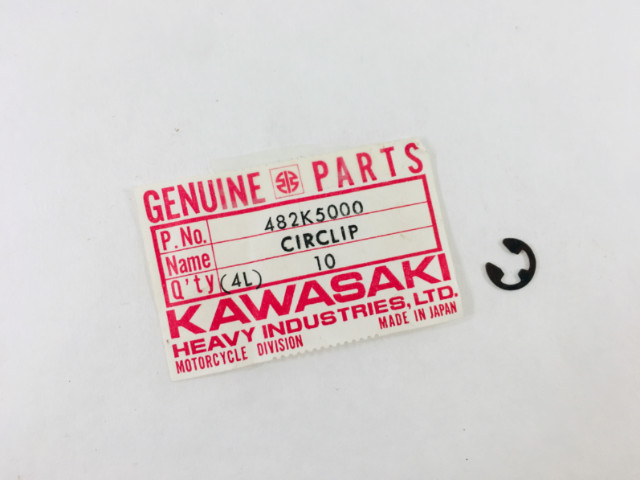 GENUINE PARTS
P.No. 482K5000
Name CIRCLIP
Q'ty (4L) 10
KAWASAKI
HEAVY INDUSTRIES, LTD.
MOTORCYCLE DIVISION MADE IN JAPAN